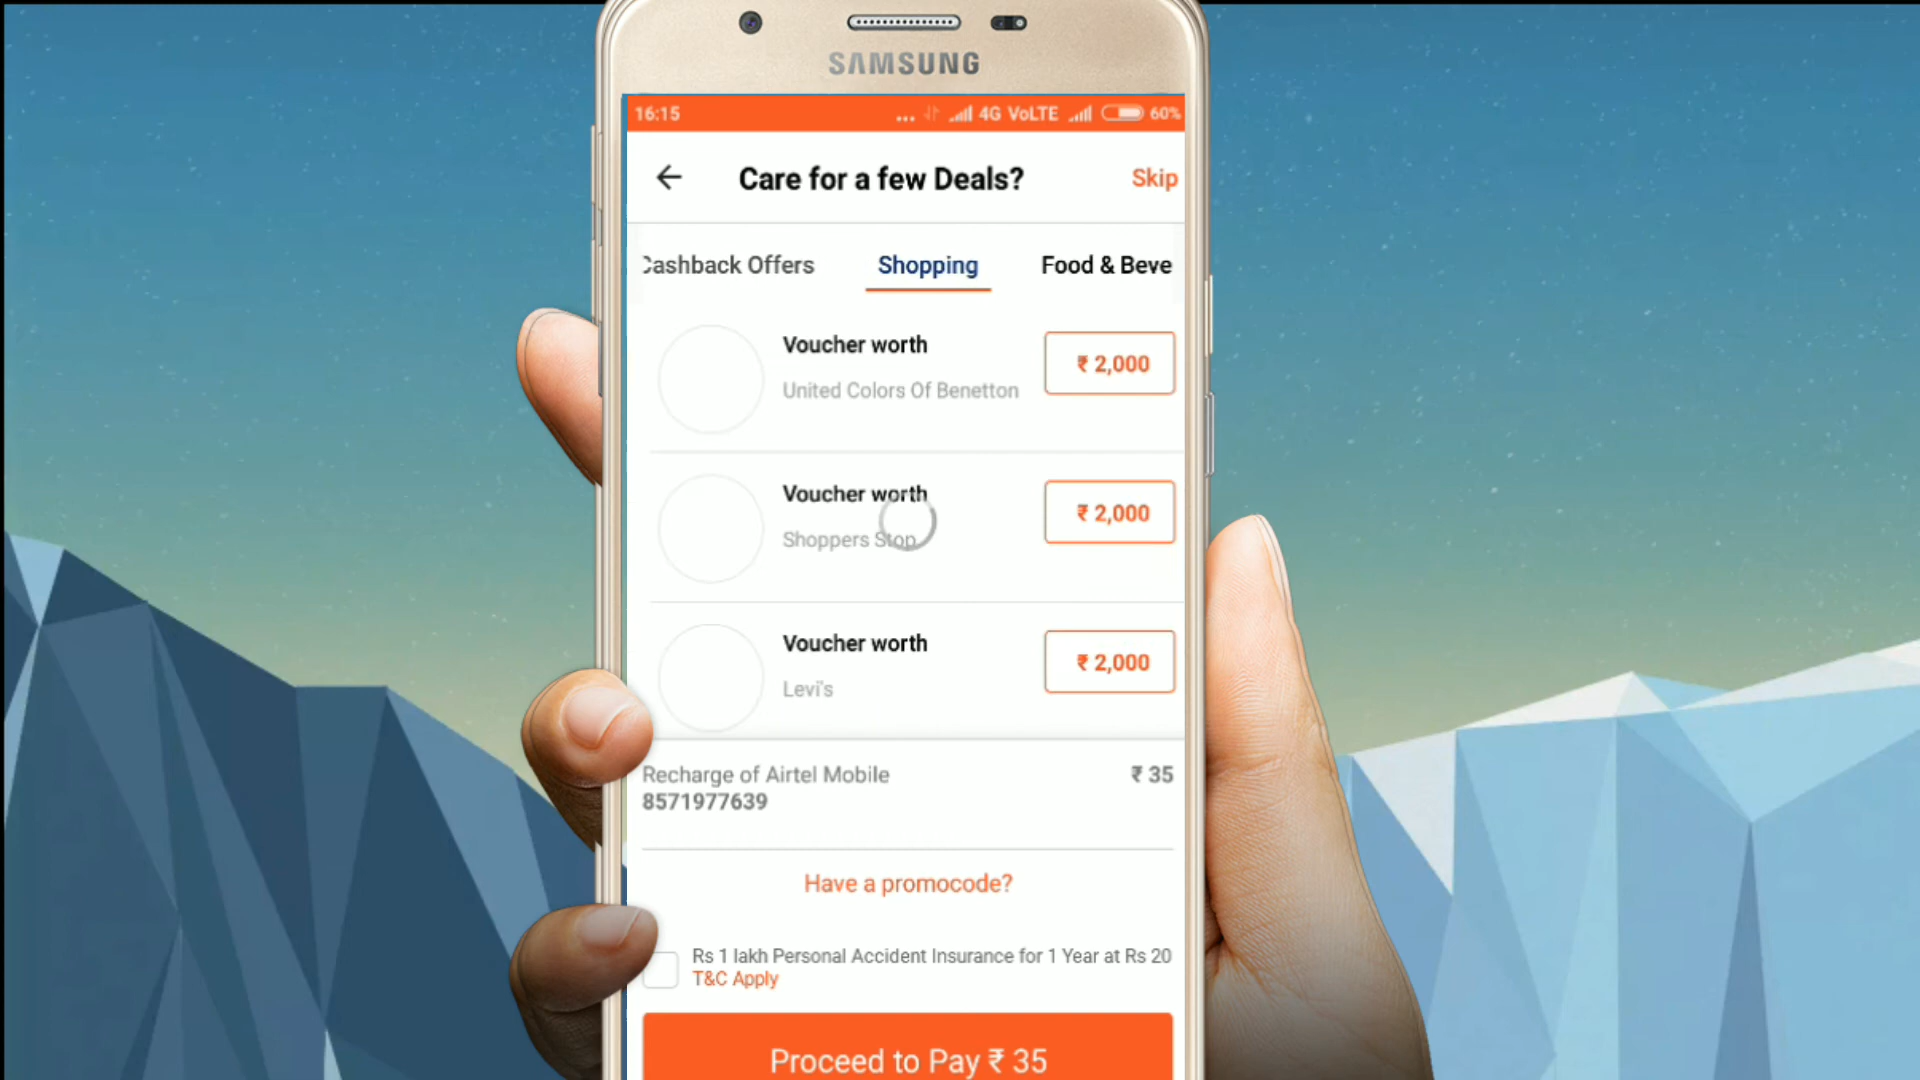 SAMSUNG
16:15
... 4G VoLTE 60%
Care for a few Deals?
Skip
Cashback Offers
Shopping
Food & Beve
Voucher worth
₹ 2,000
United Colors Of Benetton
Voucher worth
₹ 2,000
Shoppers Stop
Voucher worth
₹ 2,000
Levi's
Recharge of Airtel Mobile
₹ 35
8571977639
Have a promocode?
Rs 1 lakh Personal Accident Insurance for 1 Year at Rs 20
T&C Apply
Proceed to Pay ₹ 35